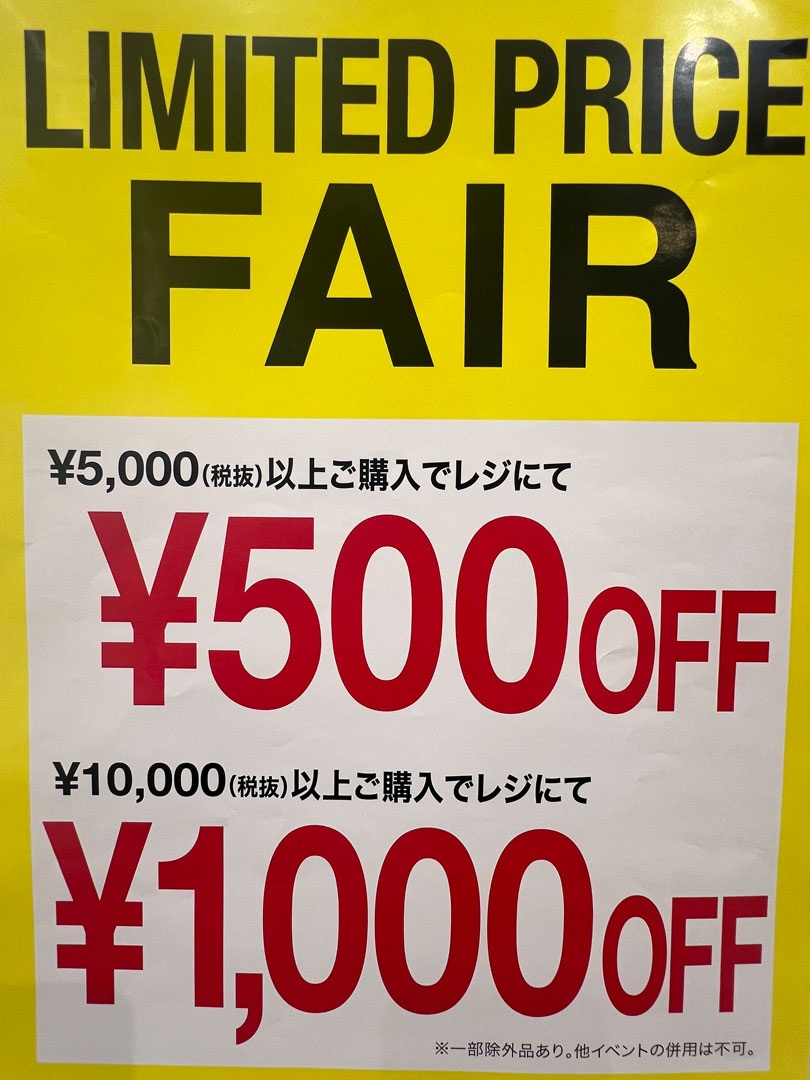 LIMITED PRICE
FAIR
¥5,000(税抜)以上ご購入でレジにて
¥500OFF
¥10,000(税抜)以上ご購入でレジにて
¥1,000OFF
※一部除外品あり。他イベントの併用は不可。